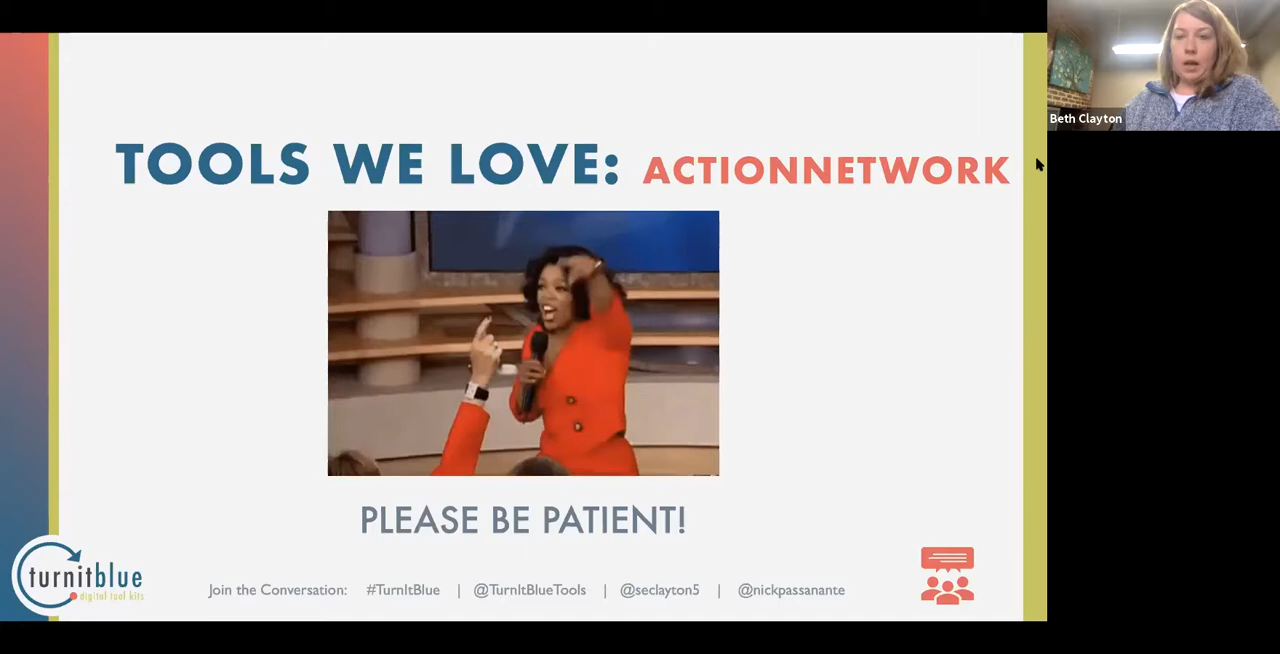 Beth Clayton
TOOLS WE LOVE: ACTIONNETWORK
PLEASE BE PATIENT!
turnitblue
digital tool kits
Join the Conversation: #TurnItBlue | @TurnItBlueTools | @seclayton5 | @nickpassanante